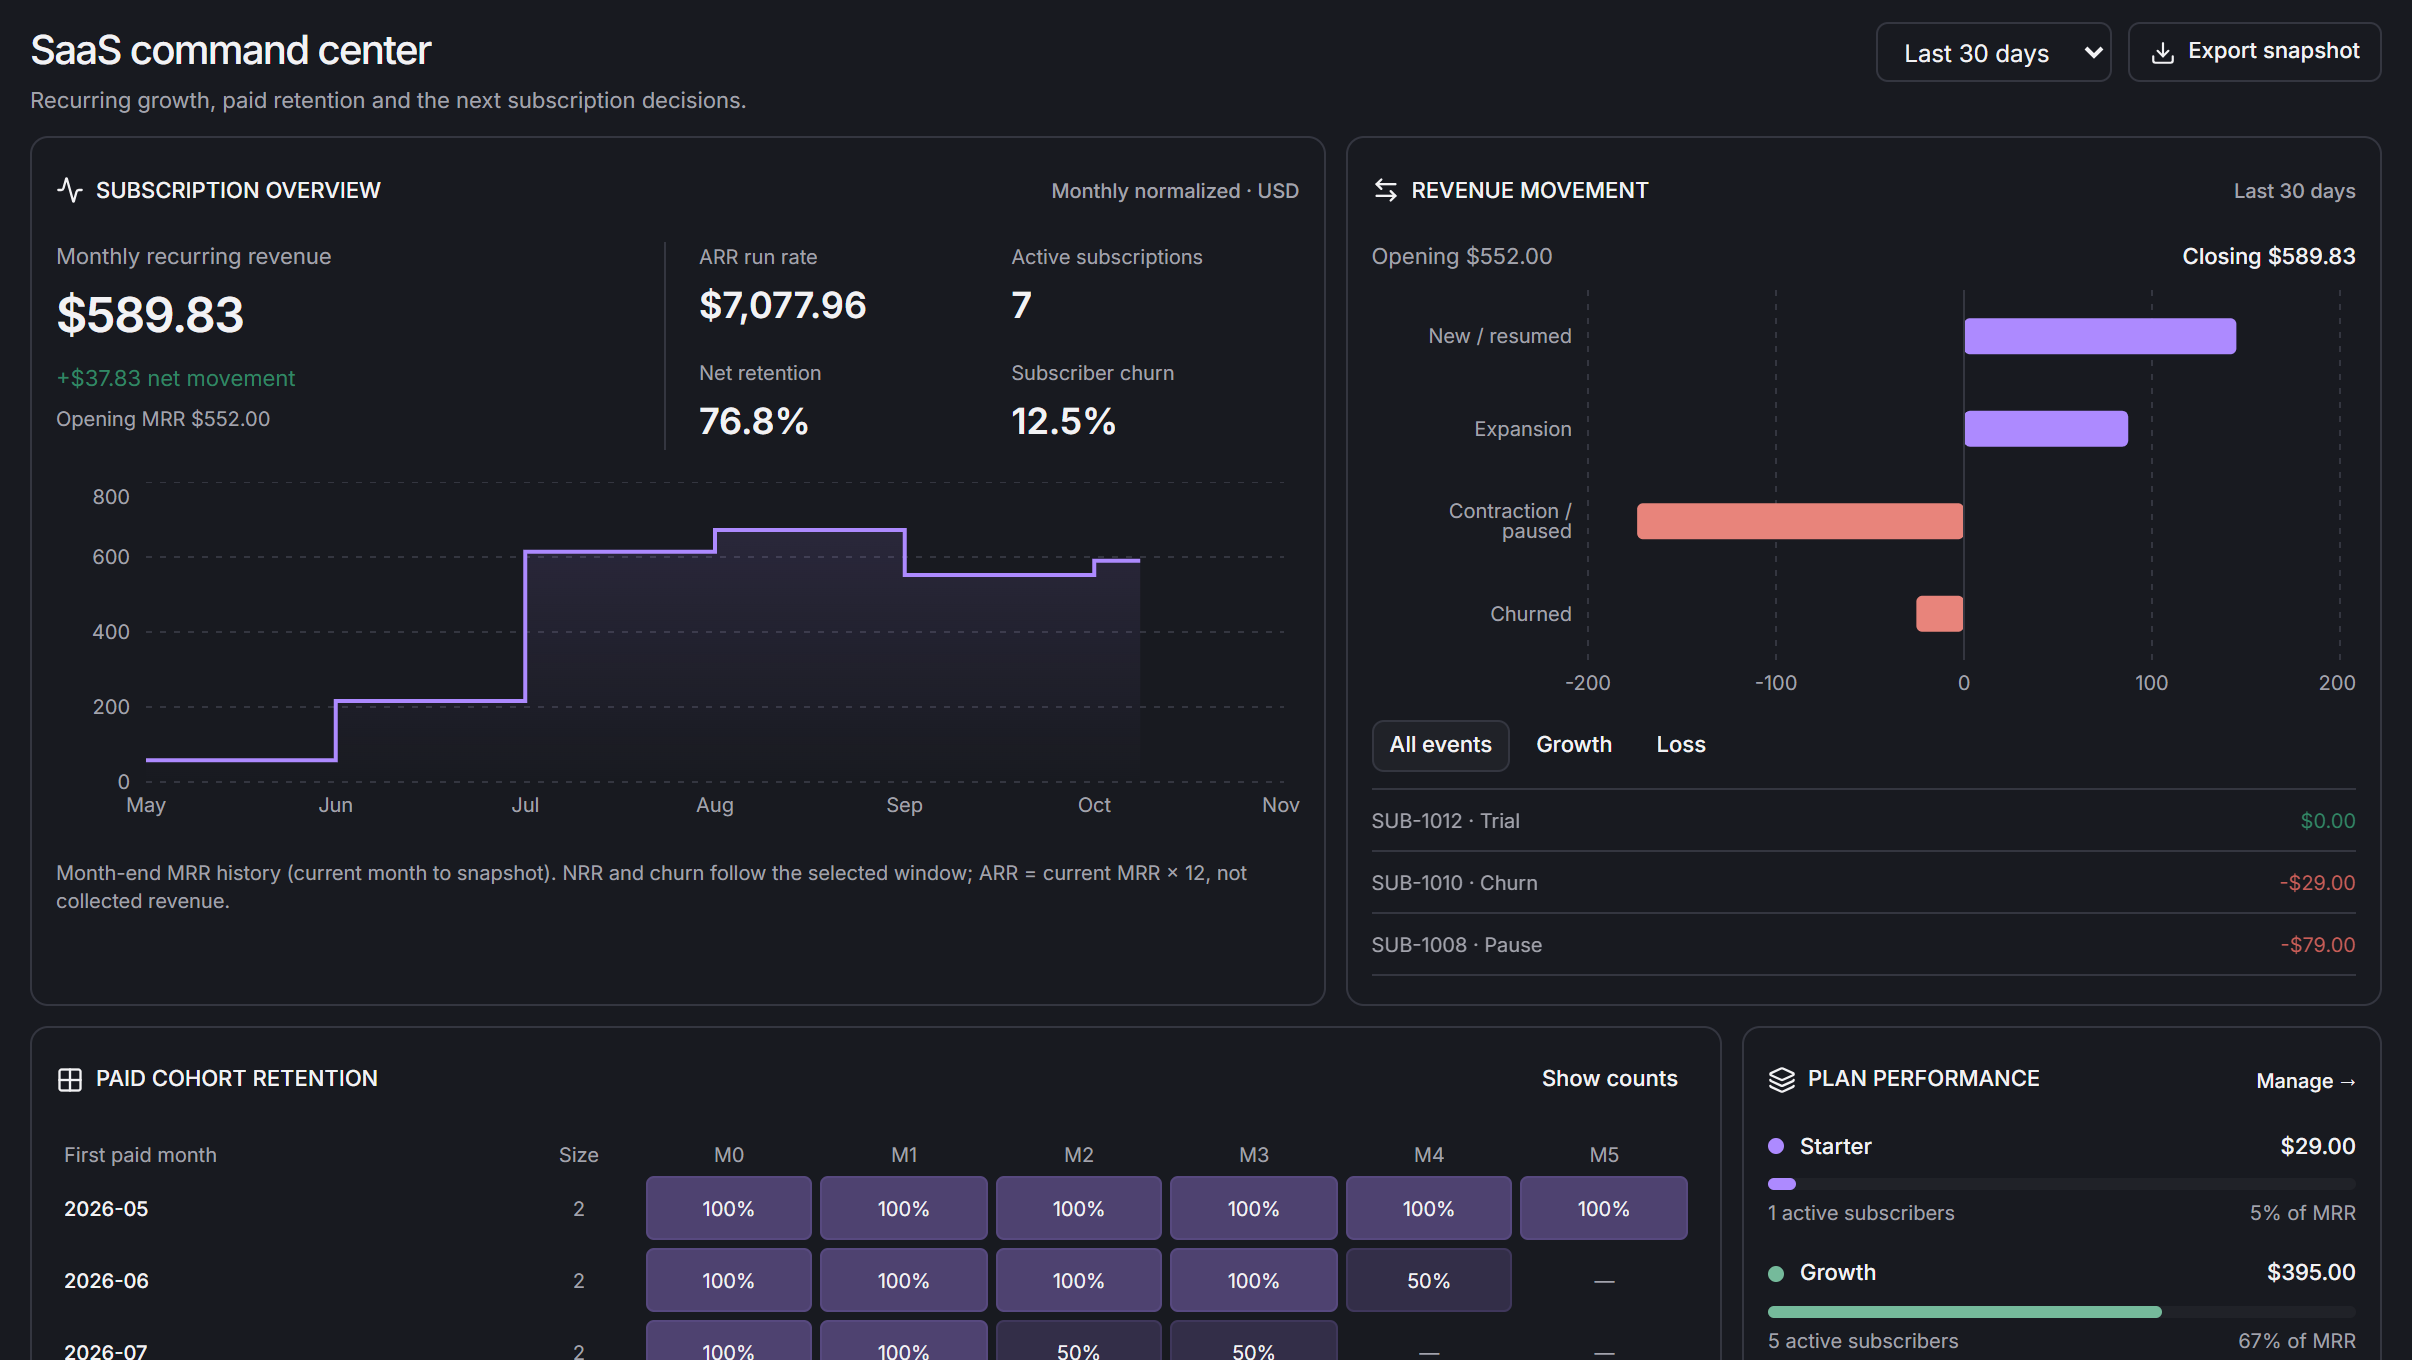 SaaS command center
Recurring growth, paid retention and the next subscription decisions.
Last 30 days
Export snapshot
SUBSCRIPTION OVERVIEW
Monthly normalized · USD
Monthly recurring revenue
$589.83
+$37.83 net movement
Opening MRR $552.00
ARR run rate
$7,077.96
Active subscriptions
7
Net retention
76.8%
Subscriber churn
12.5%
800
600
400
200
0
May Jun Jul Aug Sep Oct Nov
Month-end MRR history (current month to snapshot). NRR and churn follow the selected window; ARR = current MRR × 12, not
collected revenue.
REVENUE MOVEMENT
Last 30 days
Opening $552.00
Closing $589.83
New / resumed
Expansion
Contraction /
paused
Churned
-200 -100 0 100 200
All events Growth Loss
SUB-1012 · Trial $0.00
SUB-1010 · Churn -$29.00
SUB-1008 · Pause -$79.00
PAID COHORT RETENTION
Show counts
First paid month Size M0 M1 M2 M3 M4 M5
2026-05 2 100% 100% 100% 100% 100% 100%
2026-06 2 100% 100% 100% 100% 50% —
2026-07 2 100% 100% 50% 50% — —
PLAN PERFORMANCE
Manage →
Starter $29.00
1 active subscribers 5% of MRR
Growth $395.00
5 active subscribers 67% of MRR